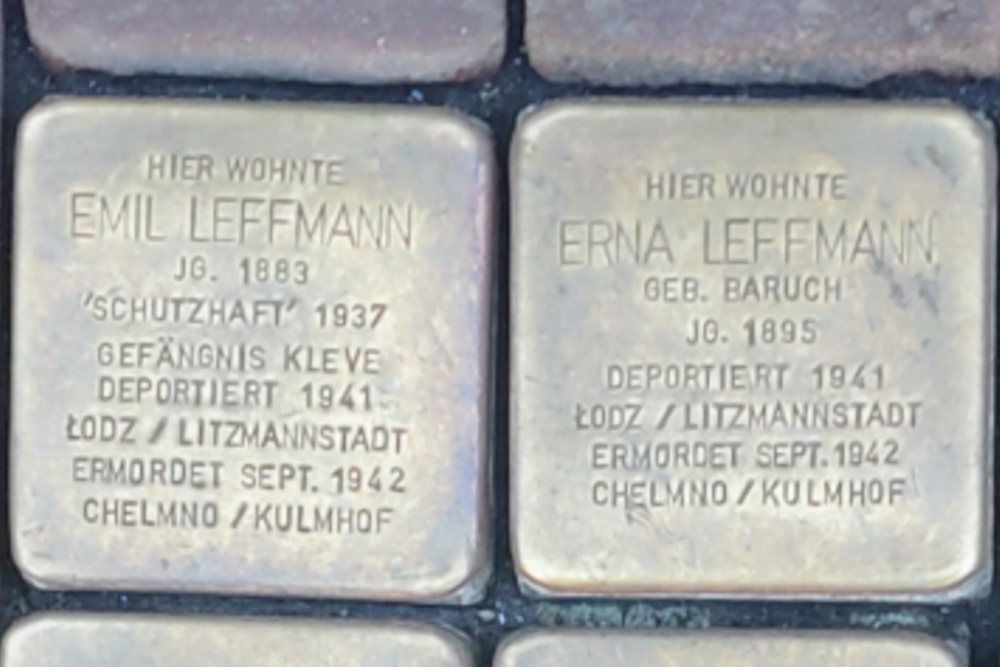 HIER WOHNTE
EMIL LEFFMANN
JG. 1883
'SCHUTZHAFT' 1937
GEFÄNGNIS KLEVE
DEPORTIERT 1941
ŁODZ / LITZMANNSTADT
ERMORDET SEPT. 1942
CHELMNO / KULMHOF
HIER WOHNTE
ERNA LEFFMANN
GEB. BARUCH
JG. 1895
DEPORTIERT 1941
ŁODZ / LITZMANNSTADT
ERMORDET SEPT. 1942
CHELMNO / KULMHOF